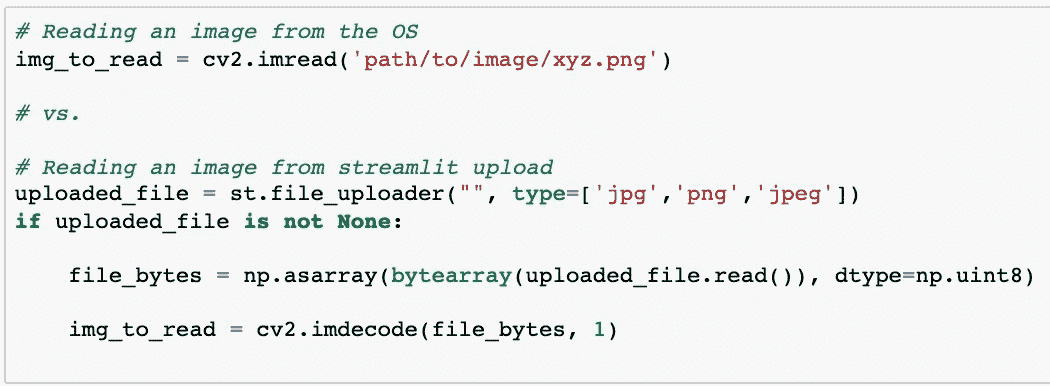 # Reading an image from the OS
img_to_read = cv2.imread('path/to/image/xyz.png')
# vs.
# Reading an image from streamlit upload
uploaded_file = st.file_uploader("", type=['jpg','png','jpeg'])
if uploaded_file is not None:
    file_bytes = np.asarray(bytearray(uploaded_file.read()), dtype=np.uint8)
    img_to_read = cv2.imdecode(file_bytes, 1)